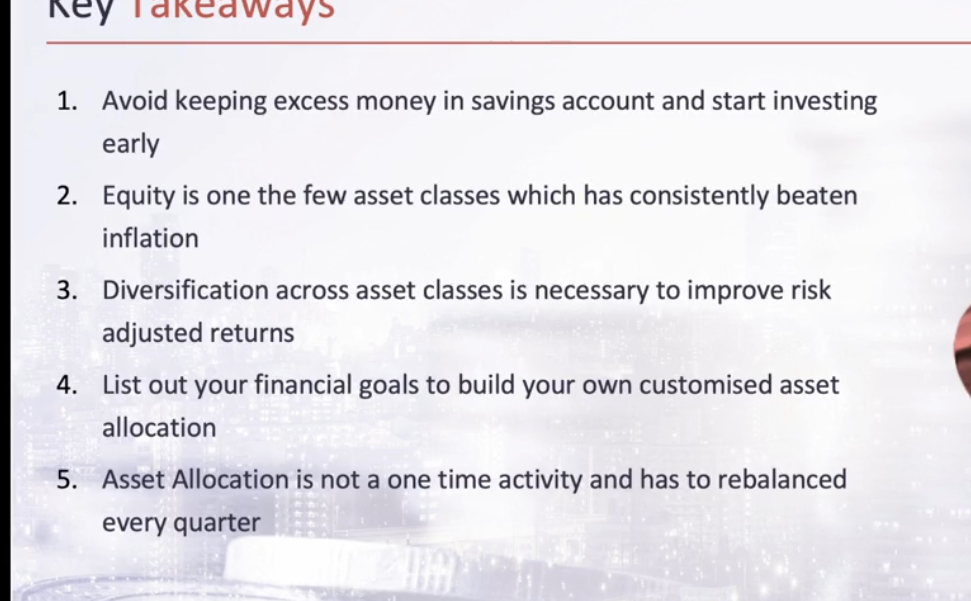 Key Takeaways
1. Avoid keeping excess money in savings account and start investing
early
2. Equity is one the few asset classes which has consistently beaten
inflation
3. Diversification across asset classes is necessary to improve risk
adjusted returns
4. List out your financial goals to build your own customised asset
allocation
5. Asset Allocation is not a one time activity and has to rebalanced
every quarter